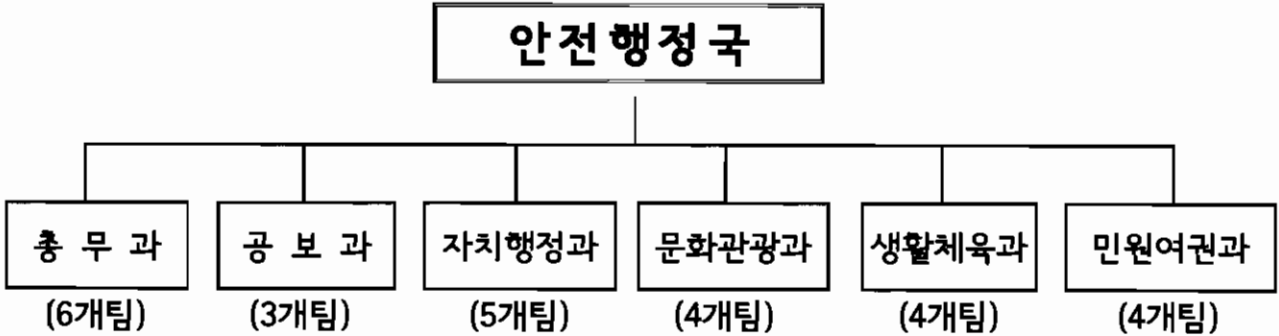 안전행정국
총 무 과 공 보 과 자치행정과 문화관광과 생활체육과 민원여권과
(6개팀) (3개팀) (5개팀) (4개팀) (4개팀) (4개팀)